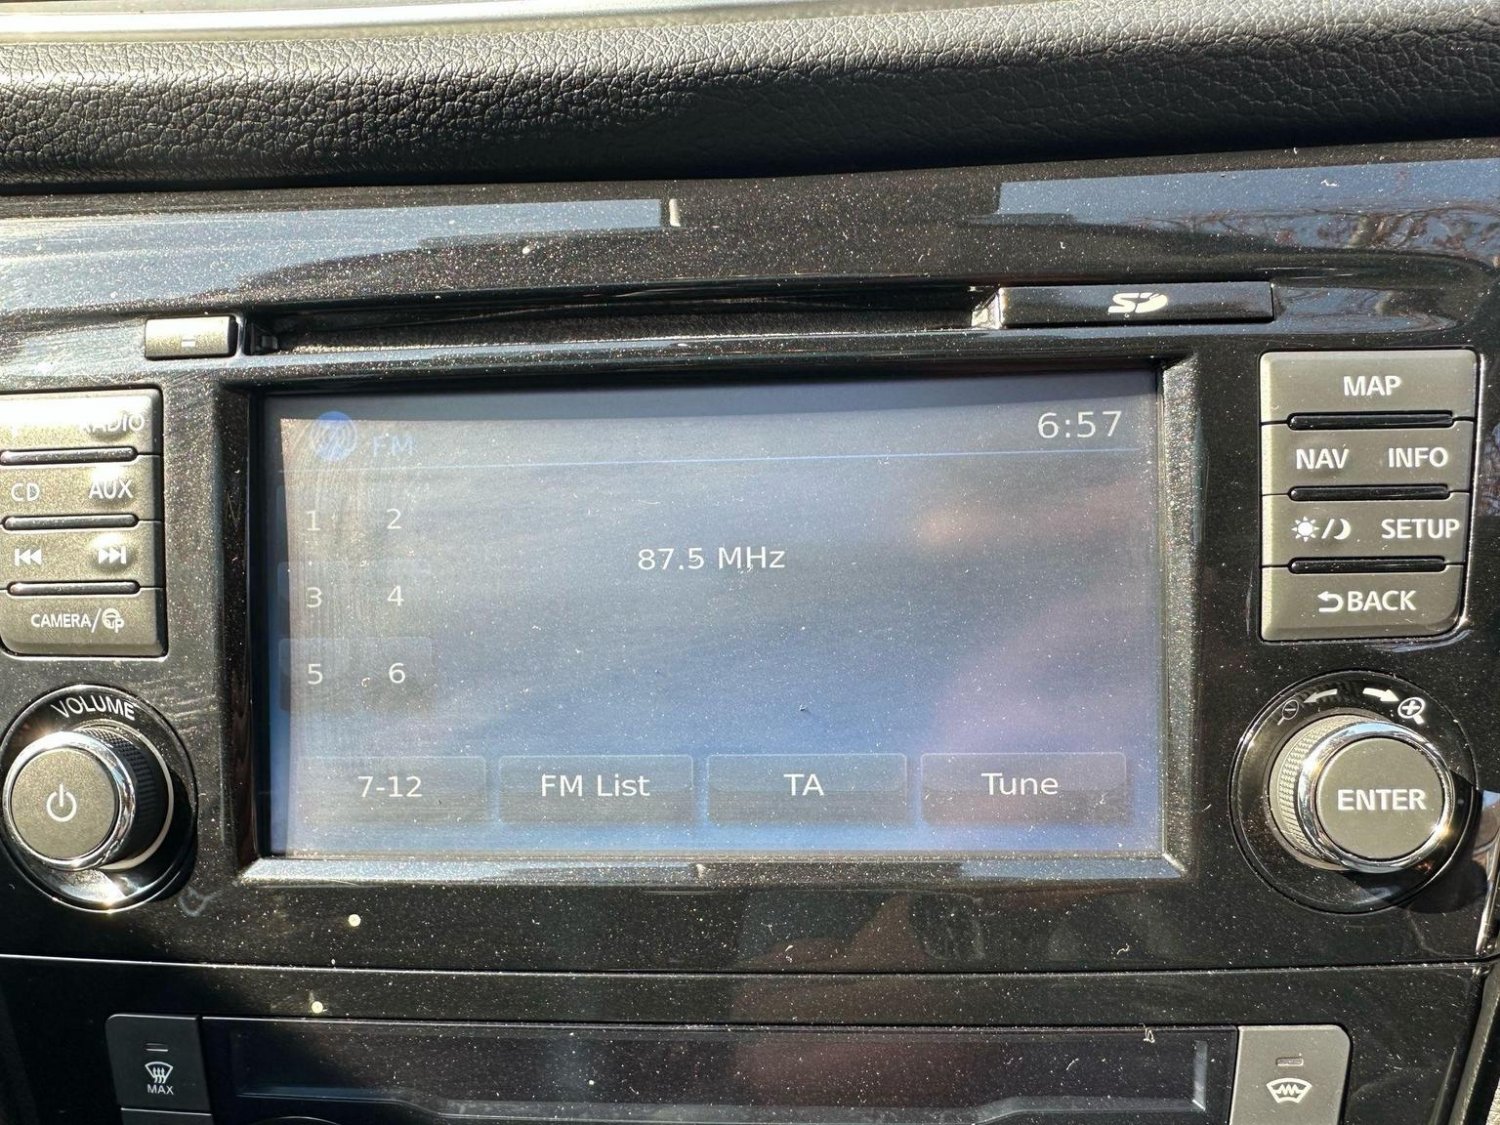 SD
MAP
RADIO
FM
6:57
NAV INFO
CD AUX
1 2
SETUP
87.5 MHz
3 4
BACK
CAMERA/
5 6
VOLUME
7-12 FM List TA Tune
ENTER
MAX